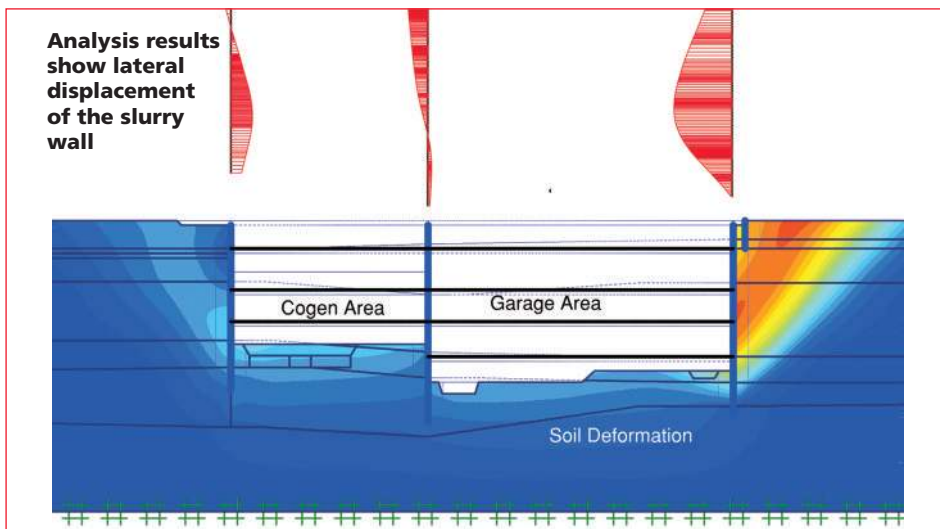 Analysis results
show lateral
displacement
of the slurry
wall
Cogen Area
Garage Area
Soil Deformation